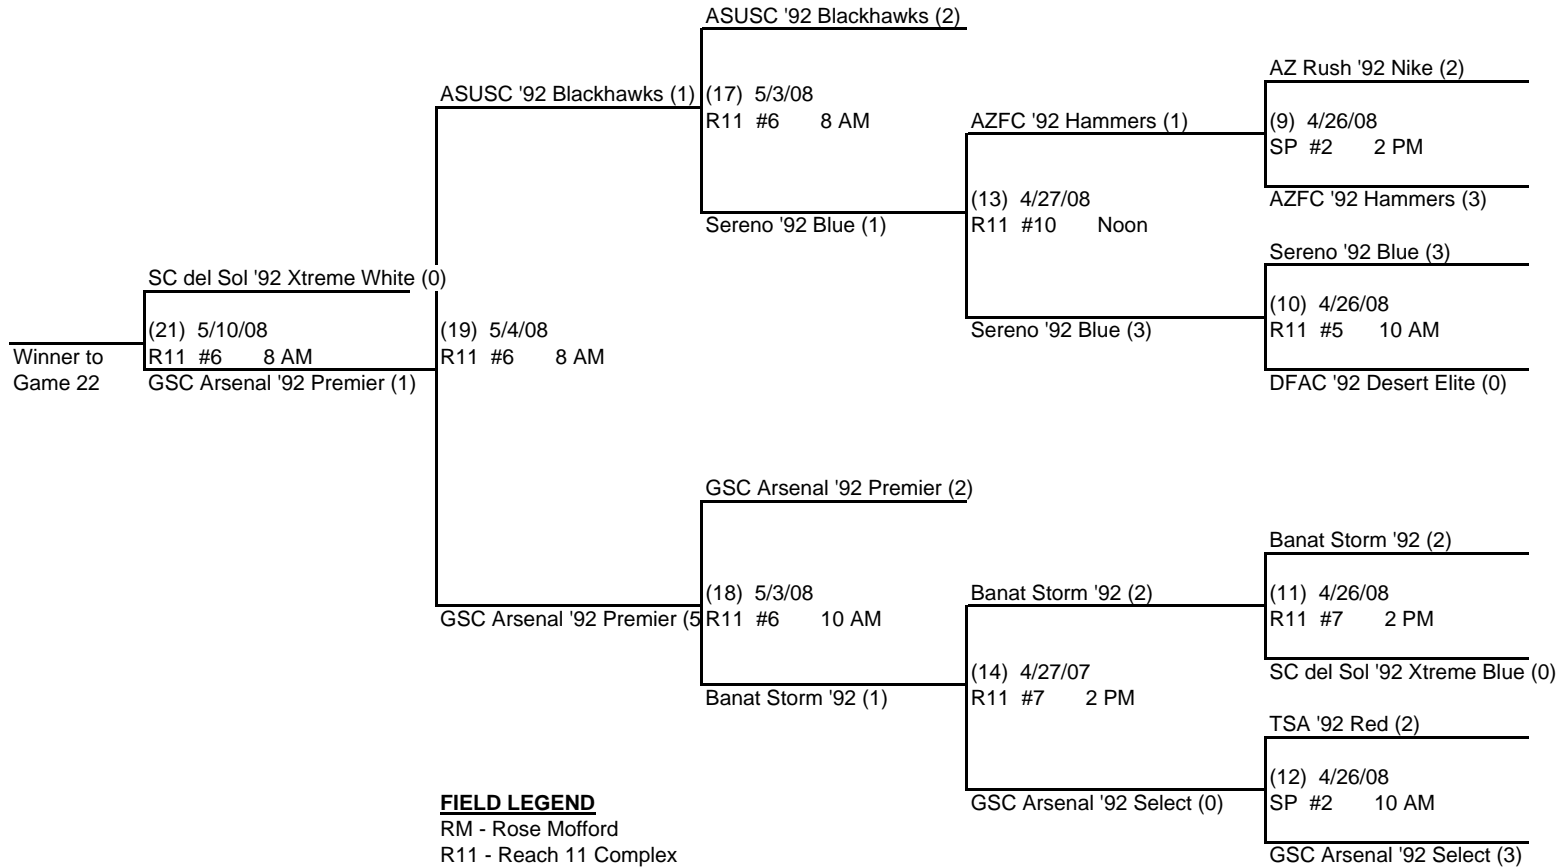 ASUSC '92 Blackhawks (2)
AZ Rush '92 Nike (2)
ASUSC '92 Blackhawks (1)
(17) 5/3/08
R11 #6 8 AM
AZFC '92 Hammers (1)
(9) 4/26/08
SP #2 2 PM
AZFC '92 Hammers (3)
(13) 4/27/08
R11 #10 Noon
Sereno '92 Blue (1)
Sereno '92 Blue (3)
SC del Sol '92 Xtreme White (0)
(10) 4/26/08
R11 #5 10 AM
Sereno '92 Blue (3)
(21) 5/10/08
R11 #6 8 AM
(19) 5/4/08
R11 #6 8 AM
Winner to
Game 22
GSC Arsenal '92 Premier (1)
DFAC '92 Desert Elite (0)
GSC Arsenal '92 Premier (2)
Banat Storm '92 (2)
(18) 5/3/08
R11 #6 10 AM
Banat Storm '92 (2)
(11) 4/26/08
R11 #7 2 PM
GSC Arsenal '92 Premier (5
(14) 4/27/07
R11 #7 2 PM
SC del Sol '92 Xtreme Blue (0)
Banat Storm '92 (1)
TSA '92 Red (2)
(12) 4/26/08
SP #2 10 AM
GSC Arsenal '92 Select (0)
GSC Arsenal '92 Select (3)
FIELD LEGEND
RM - Rose Mofford
R11 - Reach 11 Complex